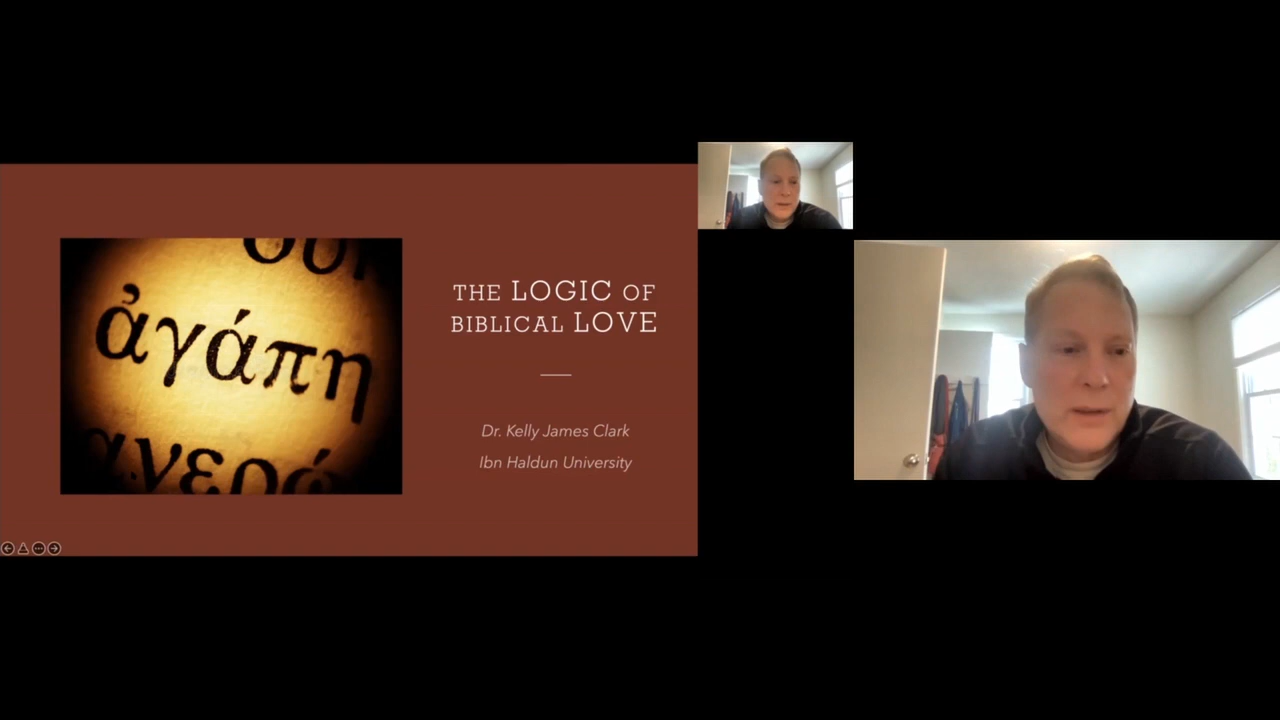 ἀγάπη
THE LOGIC OF
BIBLICAL LOVE
Dr. Kelly James Clark
Ibn Haldun University